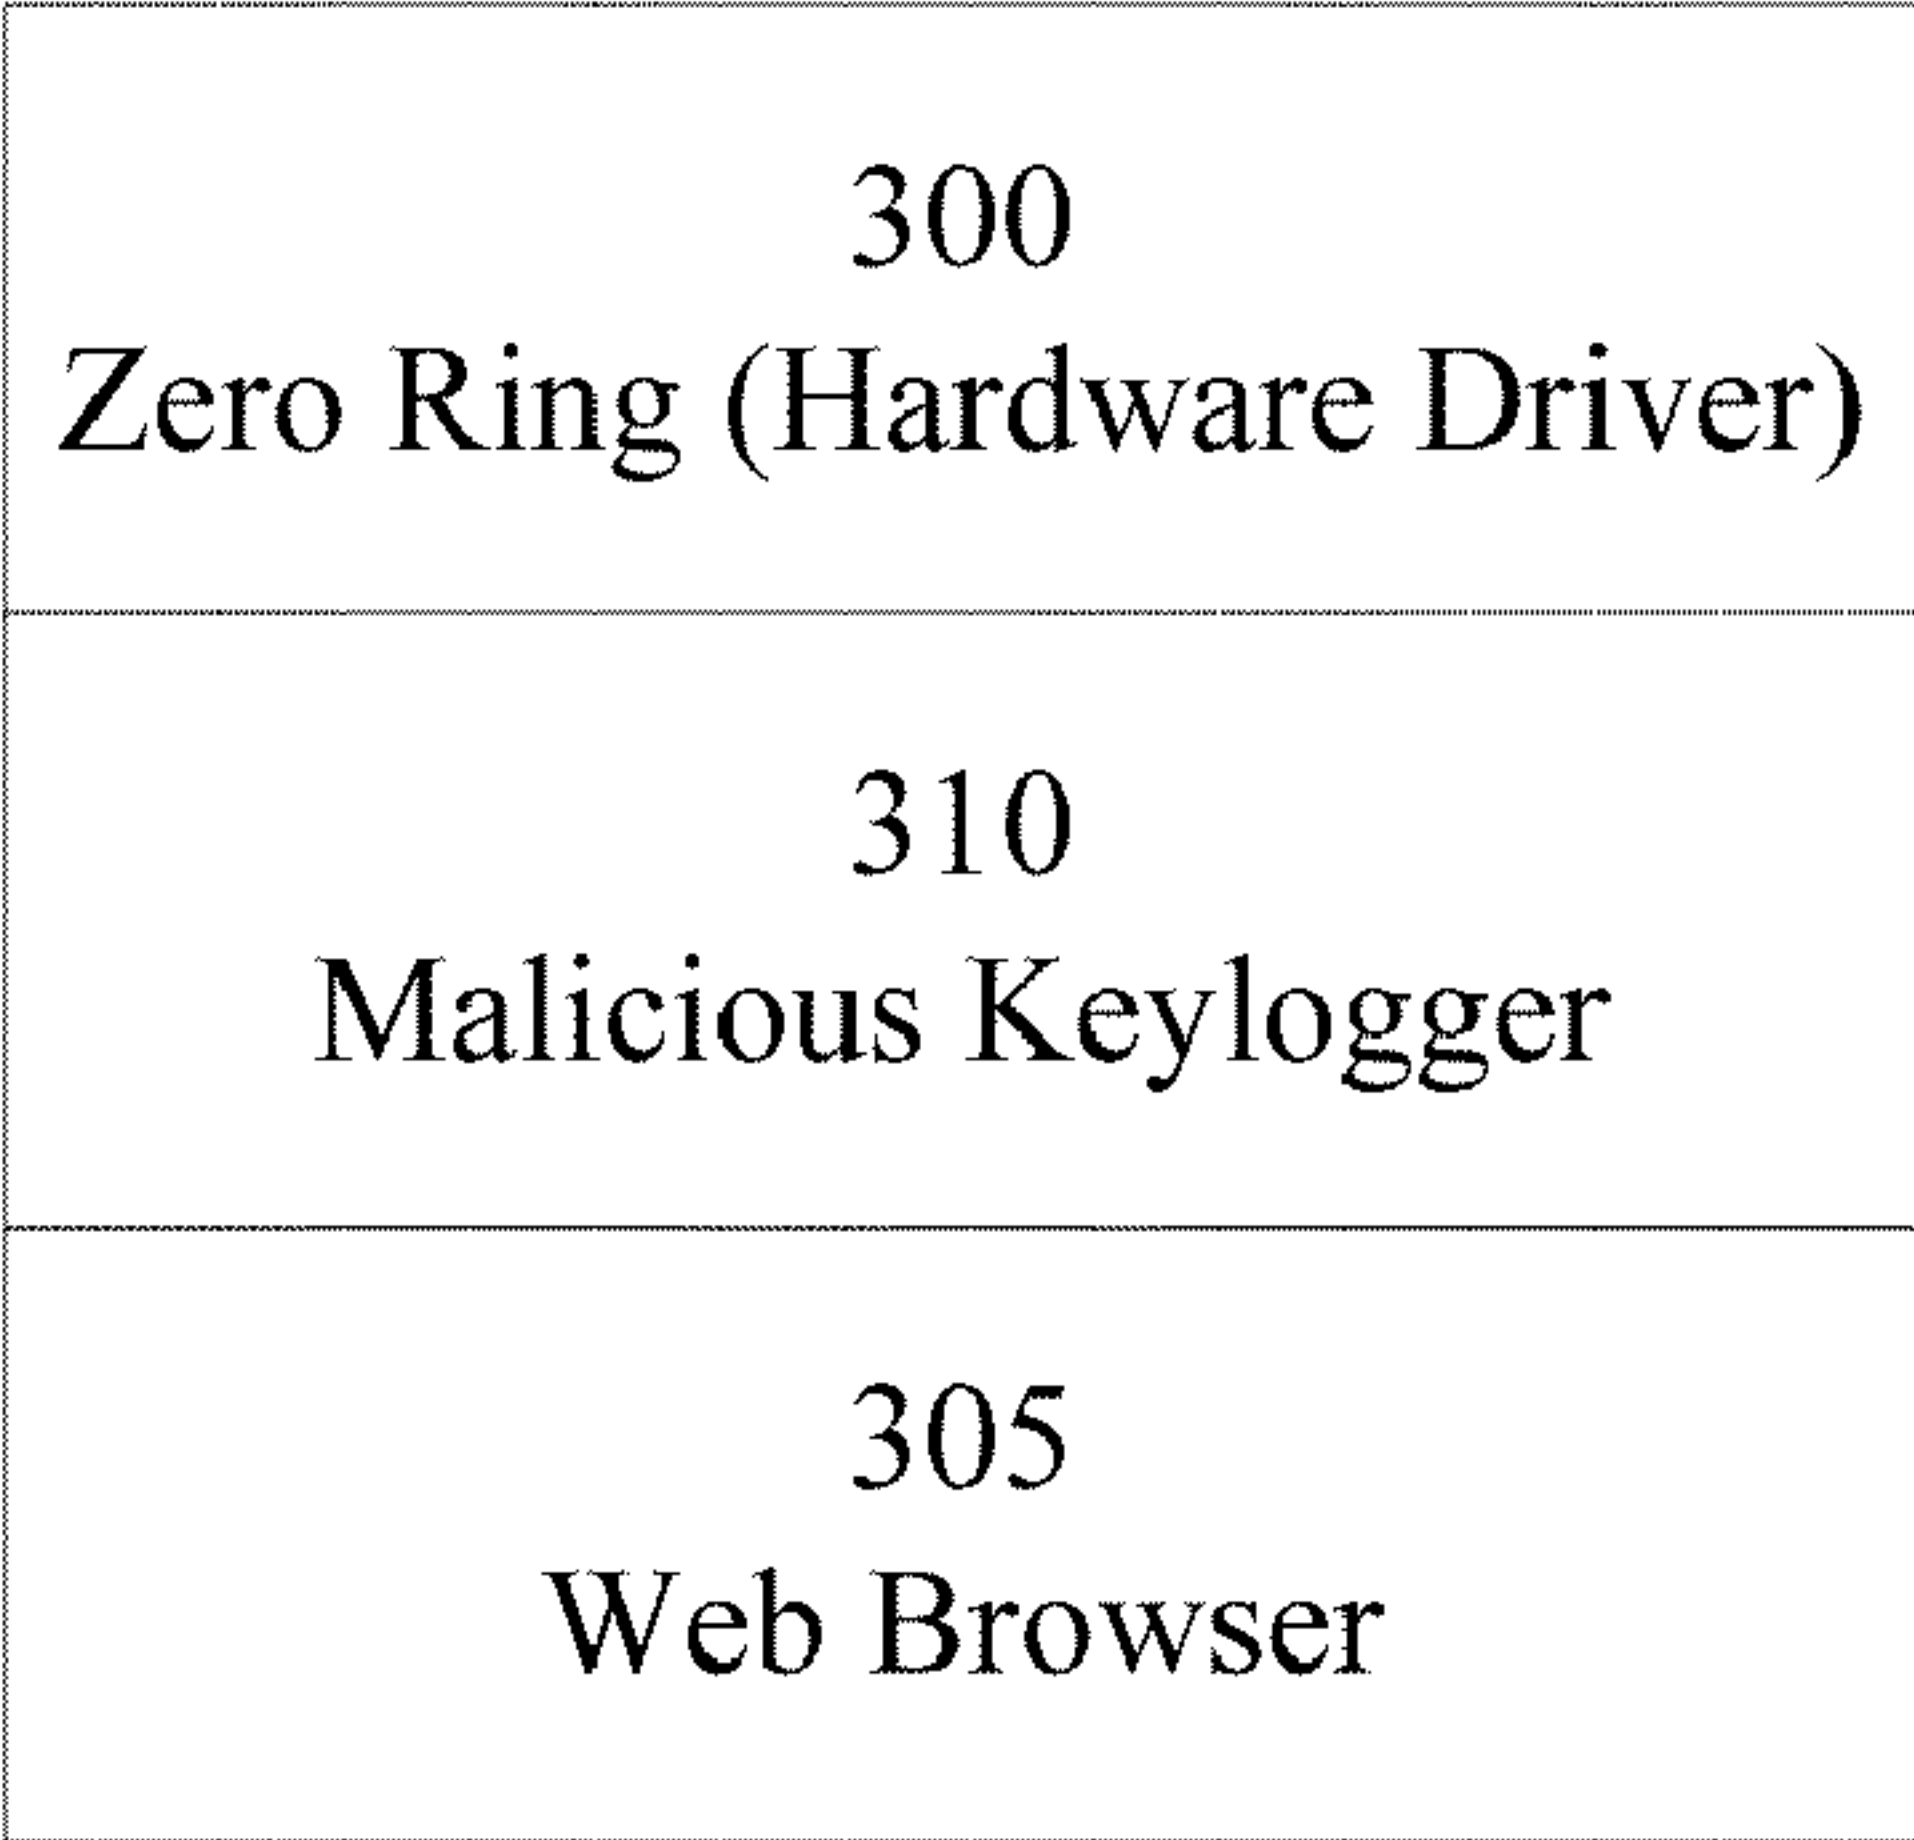 300
Zero Ring (Hardware Driver)
310
Malicious Keylogger
305
Web Browser